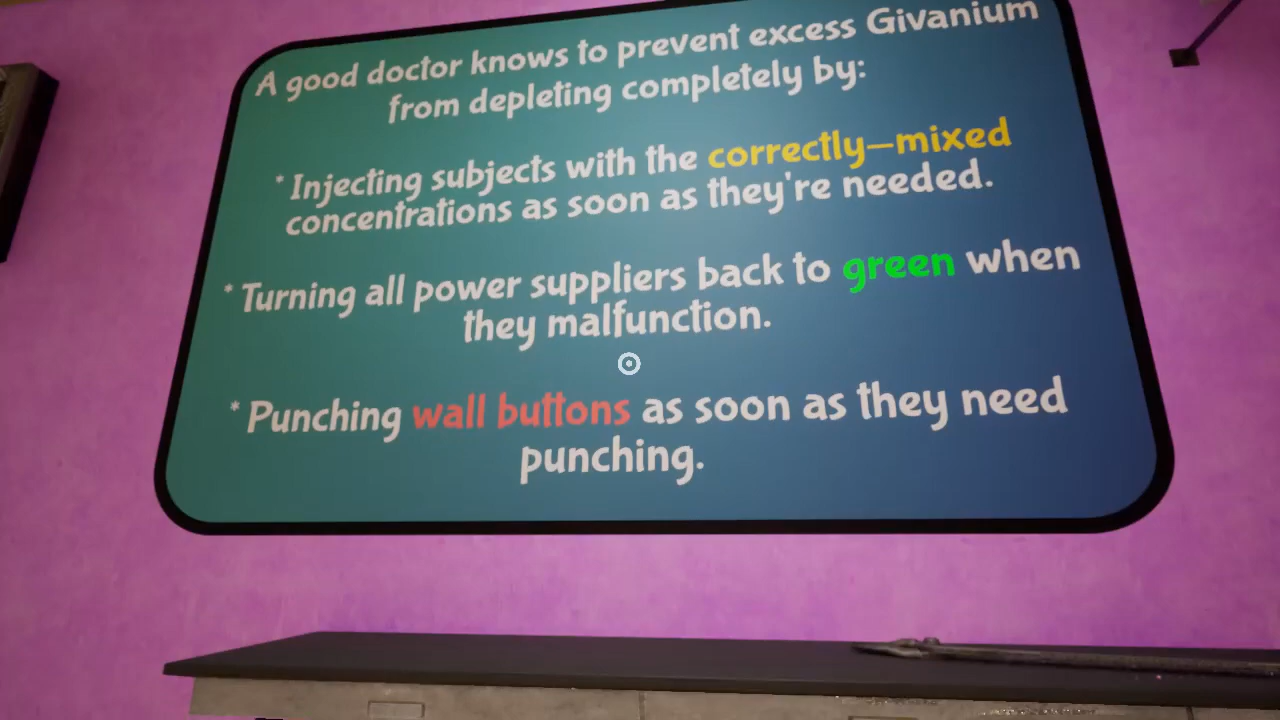 A good doctor knows to prevent excess Givanium
from depleting completely by:
* Injecting subjects with the correctly-mixed
concentrations as soon as they're needed.
* Turning all power suppliers back to green when
they malfunction.
* Punching wall buttons as soon as they need
punching.